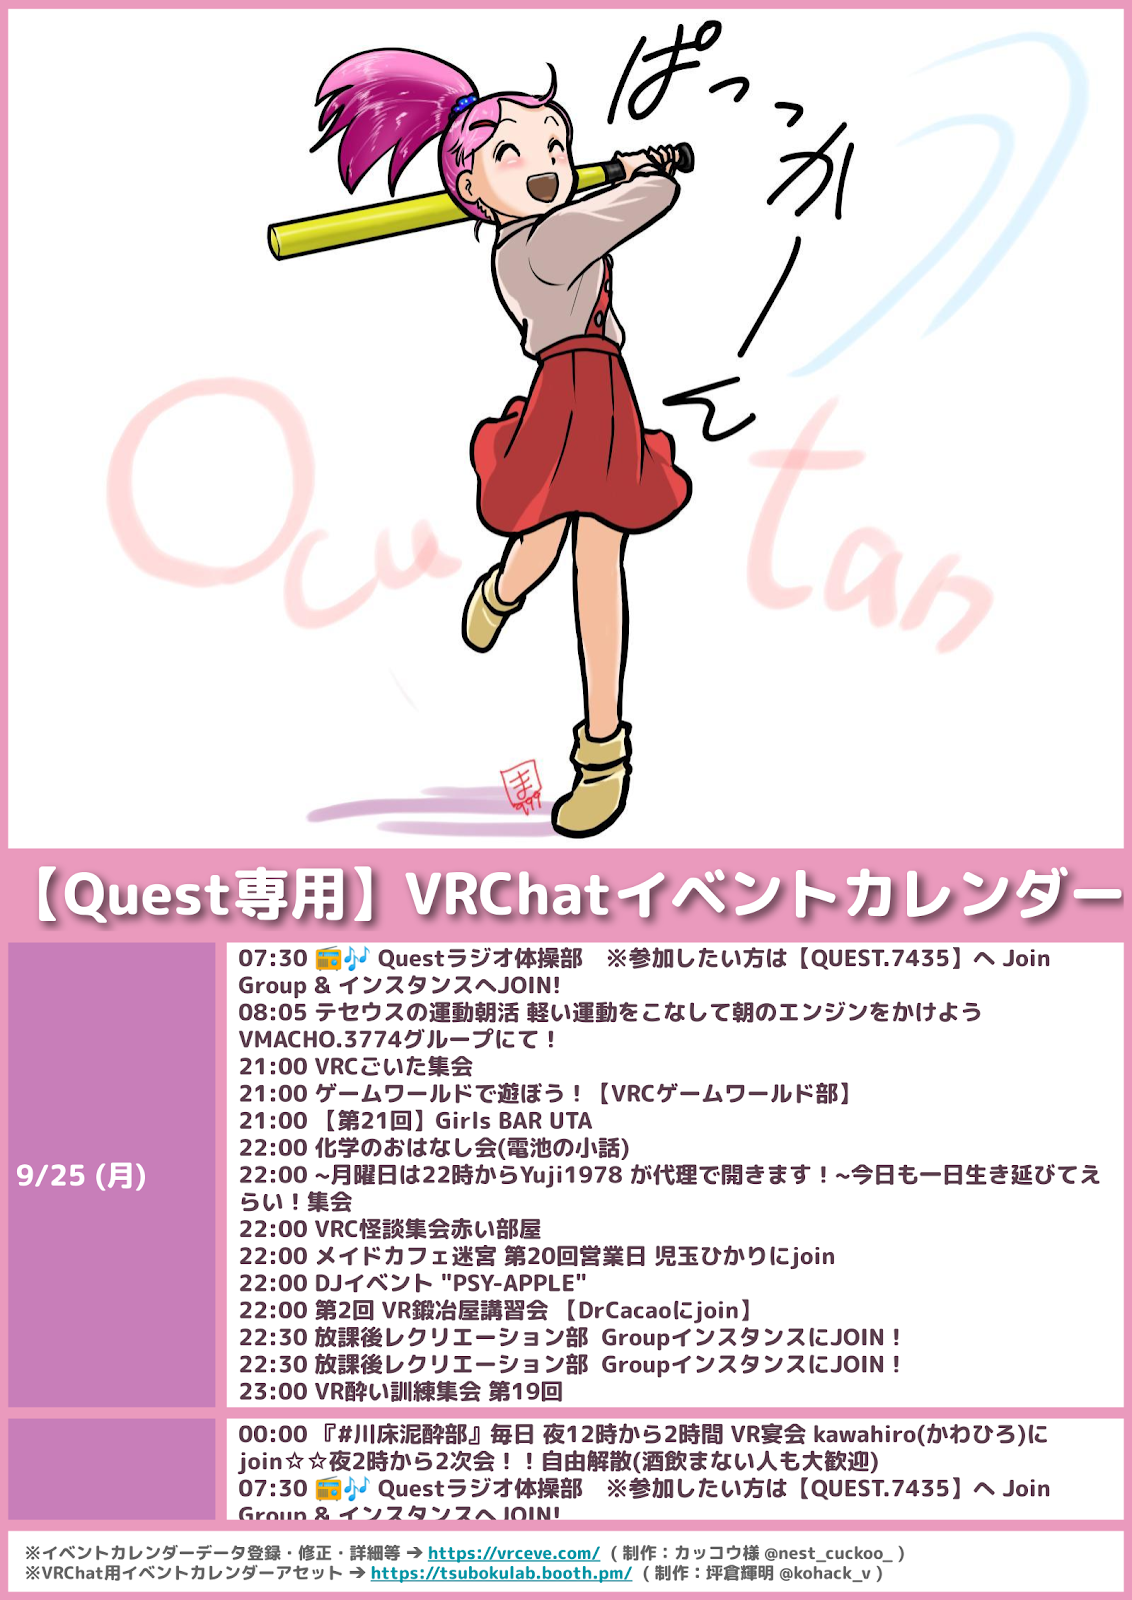 ぱっっかーん
Ocu tan
ま
999
【Quest専用】VRChatイベントカレンダー
07:30 📻🎶 Questラジオ体操部　※参加したい方は【QUEST.7435】へ Join
Group & インスタンスへJOIN!
08:05 テセウスの運動朝活 軽い運動をこなして朝のエンジンをかけよう
VMACHO.3774グループにて！
21:00 VRCごいた集会
21:00 ゲームワールドで遊ぼう！【VRCゲームワールド部】
21:00 【第21回】Girls BAR UTA
22:00 化学のおはなし会(電池の小話)
9/25 (月)
22:00 ~月曜日は22時からYuji1978 が代理で開きます！~今日も一日生き延びてえ
らい！集会
22:00 VRC怪談集会赤い部屋
22:00 メイドカフェ迷宮 第20回営業日 児玉ひかりにjoin
22:00 DJイベント "PSY-APPLE"
22:00 第2回 VR鍛冶屋講習会 【DrCacaoにjoin】
22:30 放課後レクリエーション部 GroupインスタンスにJOIN！
22:30 放課後レクリエーション部 GroupインスタンスにJOIN！
23:00 VR酔い訓練集会 第19回
00:00 『#川床泥酔部』毎日 夜12時から2時間 VR宴会 kawahiro(かわひろ)に
join☆☆夜2時から2次会！！自由解散(酒飲まない人も大歓迎)
07:30 📻🎶 Questラジオ体操部　※参加したい方は【QUEST.7435】へ Join
Group & インスタンスへJOIN!
※イベントカレンダーデータ登録・修正・詳細等 ➔ https://vrceve.com/ ( 制作：カッコウ様 @nest_cuckoo_ )
※VRChat用イベントカレンダーアセット ➔ https://tsubokulab.booth.pm/ ( 制作：坪倉輝明 @kohack_v )